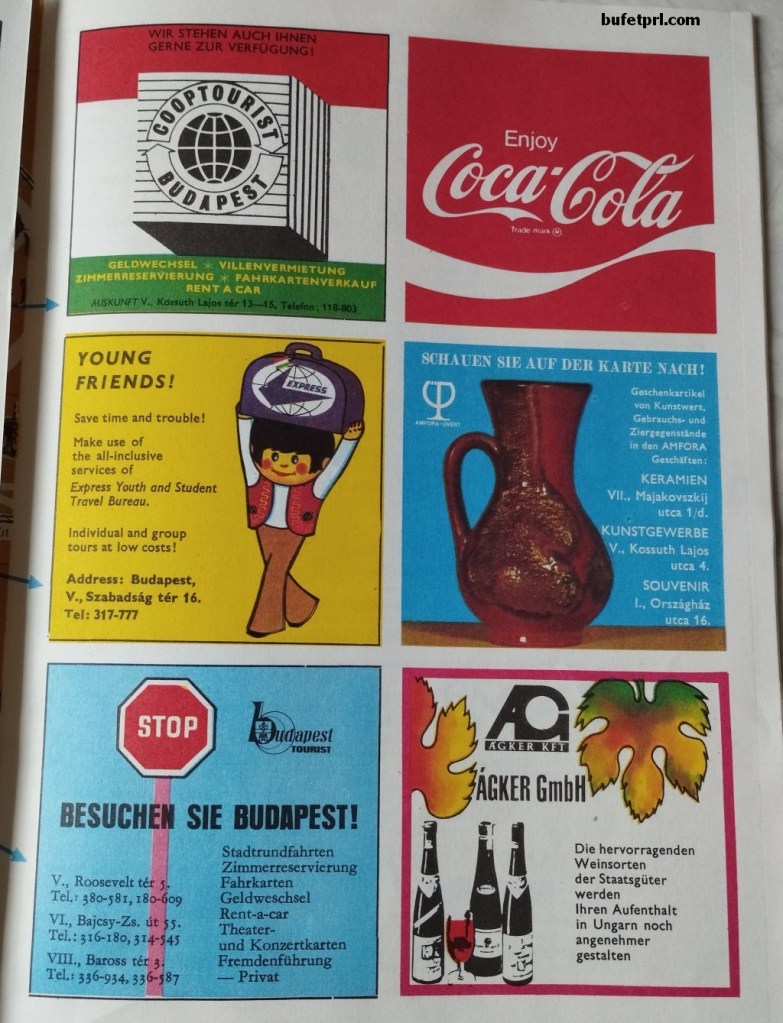 bufetprl.com
WIR STEHEN AUCH IHNEN
GERNE ZUR VERFÜGUNG!
COOPTOURIST
BUDAPEST
GELDWECHSEL * VILLENVERMIETUNG
ZIMMERRESERVIERUNG * FAHRKARTENVERKAUF
RENT A CAR
AUSKUNFT V., Kossuth Lajos tér 13—15, Telefon: 118-803
Enjoy
Coca-Cola
Trade mark ®
YOUNG
FRIENDS!
Save time and trouble!
Make use of
the all-inclusive
services of
Express Youth and Student
Travel Bureau.
Individual and group
tours at low costs!
Address: Budapest,
V., Szabadság tér 16.
Tel: 317-777
EXPRESS
SCHAUEN SIE AUF DER KARTE NACH!
AMFORA-ÜVÉRT
Geschenkartikel
von Kunstwert,
Gebrauchs- und
Ziergegenstände
in den AMFORA
Geschäften:
KERAMIEN
VII., Majakovszkij
utca 1/d.
KUNSTGEWERBE
V., Kossuth Lajos
utca 4.
SOUVENIR
I., Országház
utca 16.
STOP
budapest
TOURIST
BESUCHEN SIE BUDAPEST!
V., Roosevelt tér 5.
Tel.: 380-581, 180-609
VI., Bajcsy-Zs. út 55.
Tel.: 316-180, 314-545
VIII., Baross tér 3.
Tel.: 336-934, 336-587
Stadtrundfahrten
Zimmerreservierung
Fahrkarten
Geldweschsel
Rent-a-car
Theater-
und Konzertkarten
Fremdenführung
— Privat
AG
ÁGKER KFT
ÁGKER GmbH
Die hervorragenden
Weinsorten
der Staatsgüter
werden
Ihren Aufenthalt
in Ungarn noch
angenehmer
gestalten